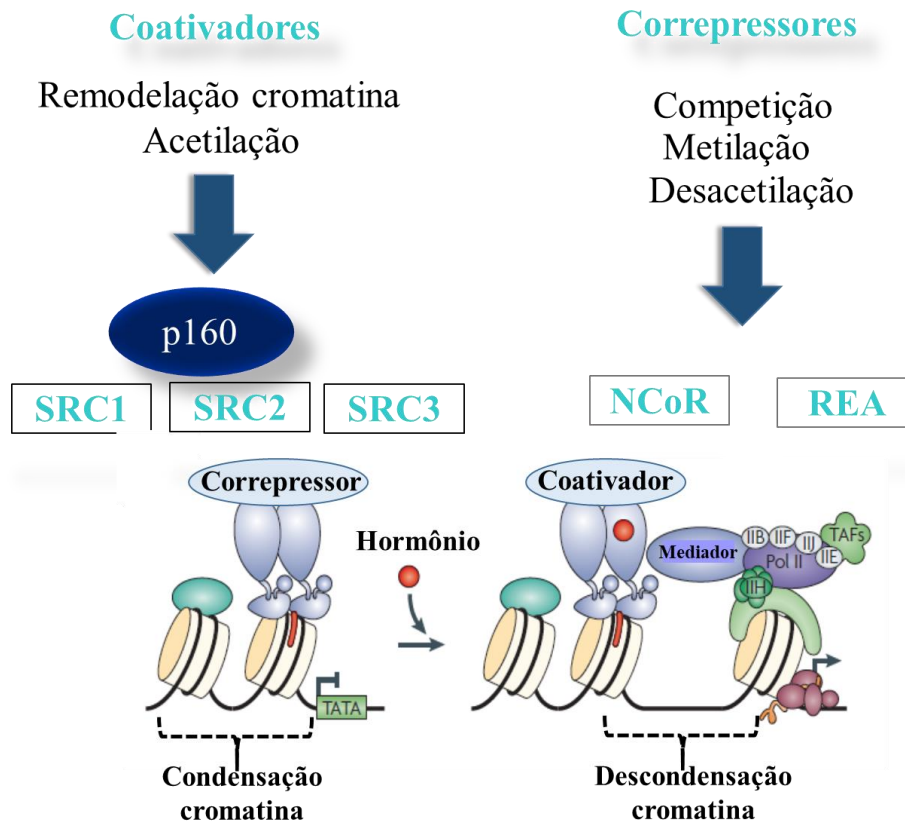 Coativadores
Remodelação cromatina
Acetilação
p160
SRC1
SRC2
SRC3
Correpressores
Competição
Metilação
Desacetilação
NCoR
REA
Correpressor
TATA
Condensação
cromatina
Hormônio
Coativador
Mediador
IIB
IIF
IIJ
IIE
TAFs
Pol II
IIH
Descondensação
cromatina